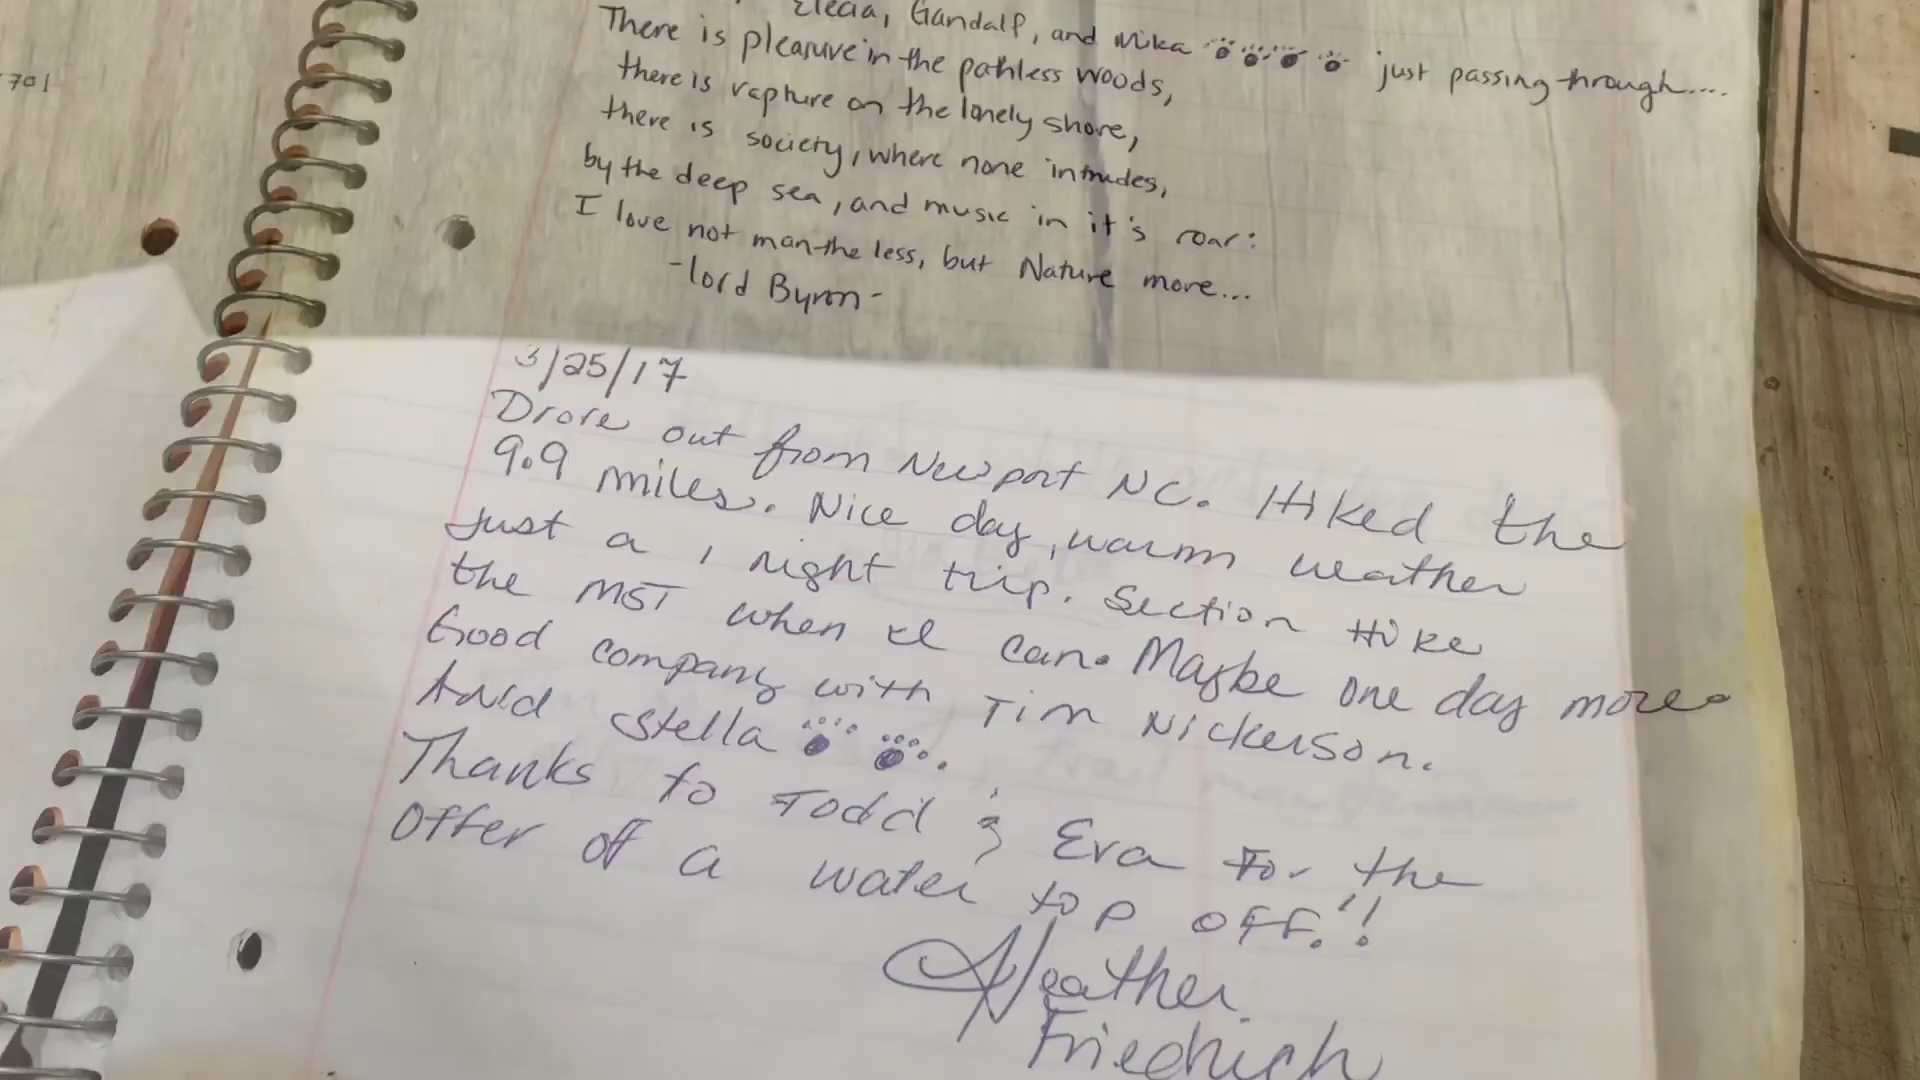 701
Elecia, Gandalf, and Mika just passing through....
There is pleasure in the pathless woods,
there is rapture on the lonely shore,
there is society, where none intrudes,
by the deep sea, and music in it's roar:
I love not man the less, but Nature more...
-lord Byron-
3/25/17
Drove out from Newport NC. Hiked the
9.9 miles. Nice day, warm weather
Just a 1 night trip. Section Hike
the MST when I can. Maybe one day more.
Good company with Tim Nickerson.
And Stella
Thanks to Todd & Eva for the
Offer off a water top off.!!
Heather
Friedrich